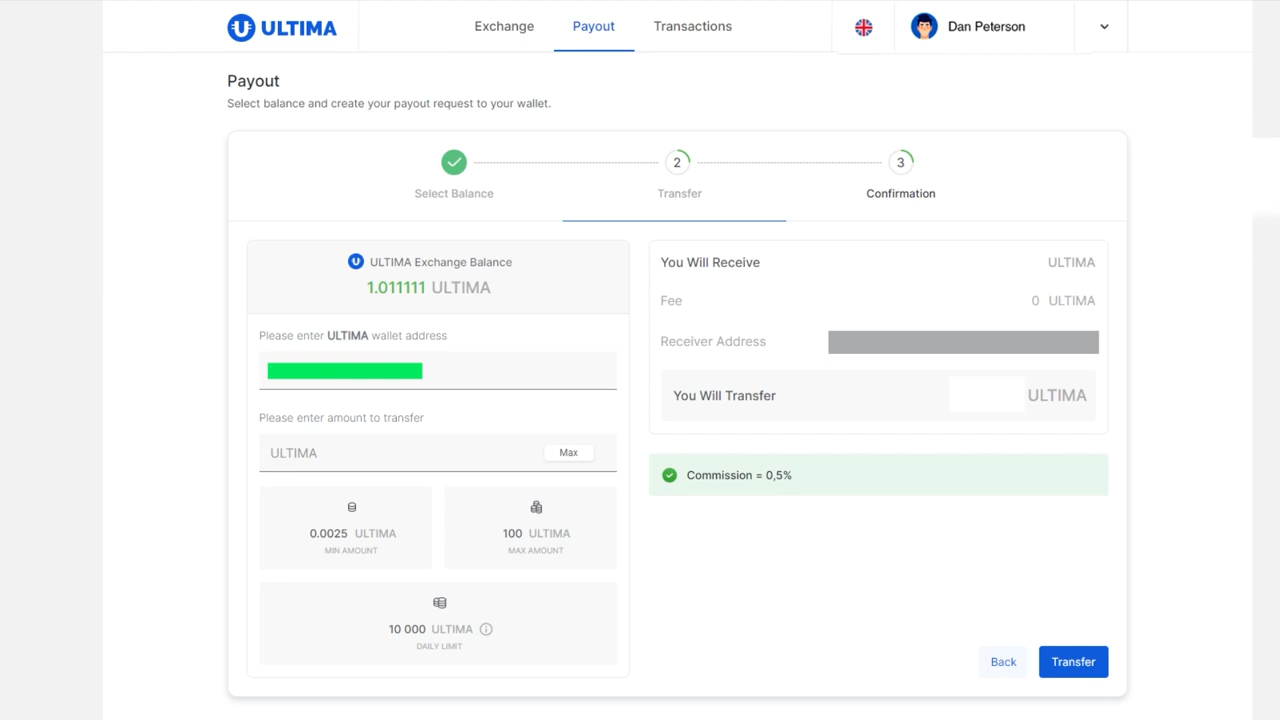 ULTIMA
Exchange
Payout
Transactions
Dan Peterson
Payout
Select balance and create your payout request to your wallet.
2
3
Select Balance
Transfer
Confirmation
ULTIMA Exchange Balance
1.011111 ULTIMA
Please enter ULTIMA wallet address
Please enter amount to transfer
ULTIMA
Max
0.0025 ULTIMA
MIN AMOUNT
100 ULTIMA
MAX AMOUNT
10 000 ULTIMA
DAILY LIMIT
You Will Receive ULTIMA
Fee 0 ULTIMA
Receiver Address
You Will Transfer ULTIMA
Commission = 0,5%
Back
Transfer